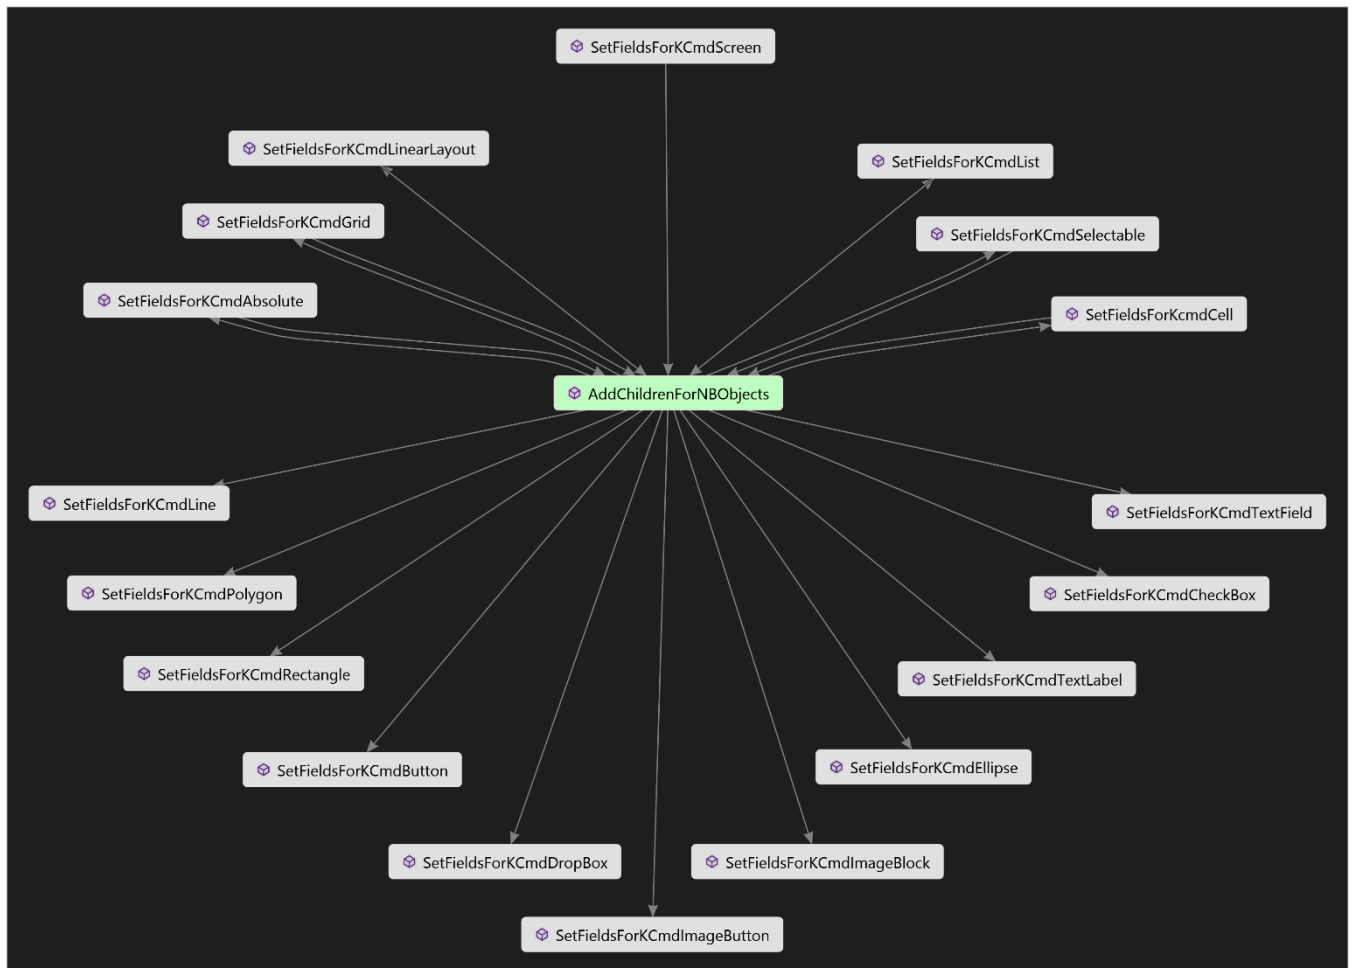 SetFieldsForKCmdScreen
SetFieldsForKCmdLinearLayout
SetFieldsForKCmdList
SetFieldsForKCmdGrid
SetFieldsForKCmdSelectable
SetFieldsForKCmdAbsolute
SetFieldsForKcmdCell
AddChildrenForNBObjects
SetFieldsForKCmdLine
SetFieldsForKCmdTextField
SetFieldsForKCmdPolygon
SetFieldsForKCmdCheckBox
SetFieldsForKCmdRectangle
SetFieldsForKCmdTextLabel
SetFieldsForKCmdButton
SetFieldsForKCmdEllipse
SetFieldsForKCmdDropBox
SetFieldsForKCmdImageBlock
SetFieldsForKCmdImageButton